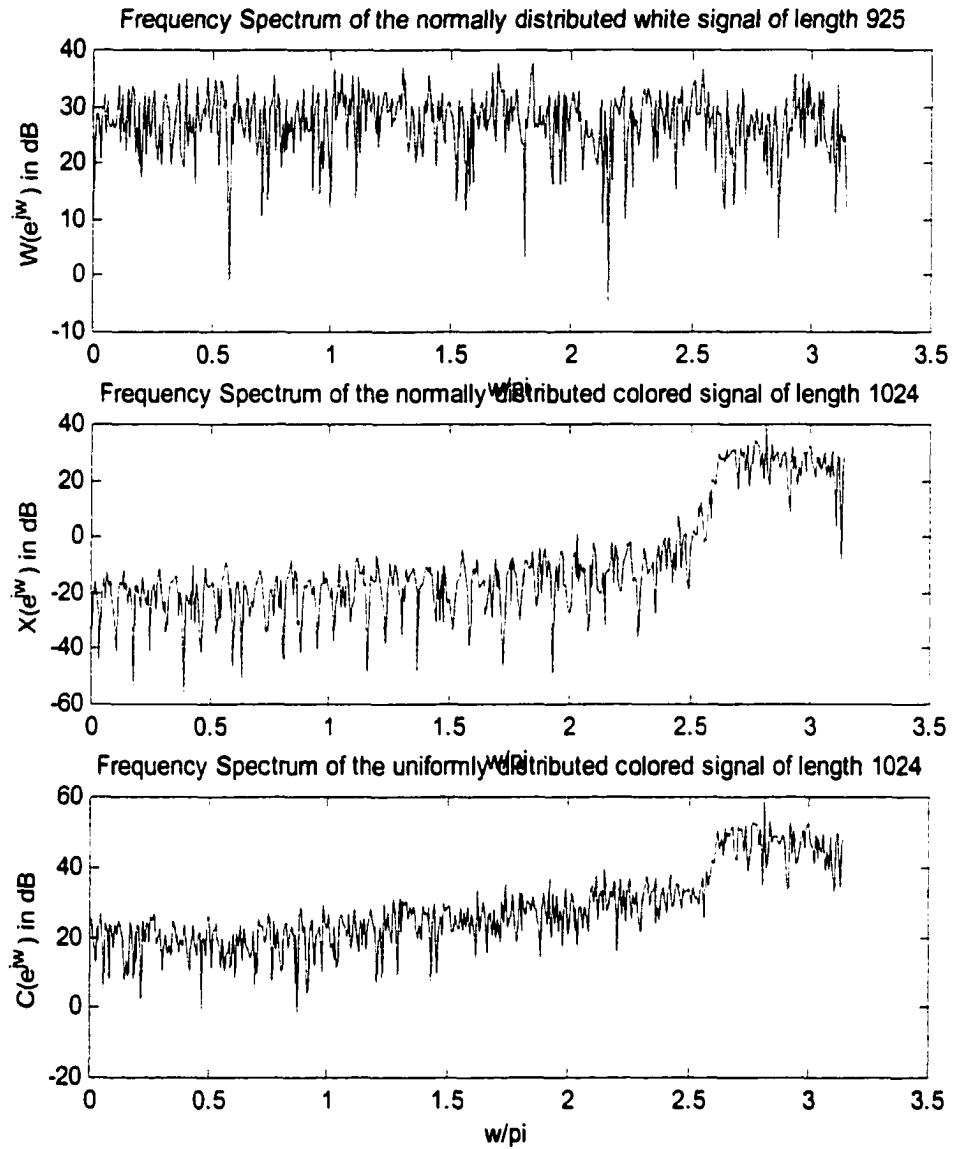 Frequency Spectrum of the normally distributed white signal of length 925
40
30
20
10
0
-10
W(e^jw) in dB
0 0.5 1 1.5 2 2.5 3 3.5
w/pi
Frequency Spectrum of the normally distributed colored signal of length 1024
40
20
0
-20
-40
-60
X(e^jw) in dB
0 0.5 1 1.5 2 2.5 3 3.5
w/pi
Frequency Spectrum of the uniformly distributed colored signal of length 1024
60
40
20
0
-20
C(e^jw) in dB
0 0.5 1 1.5 2 2.5 3 3.5
w/pi